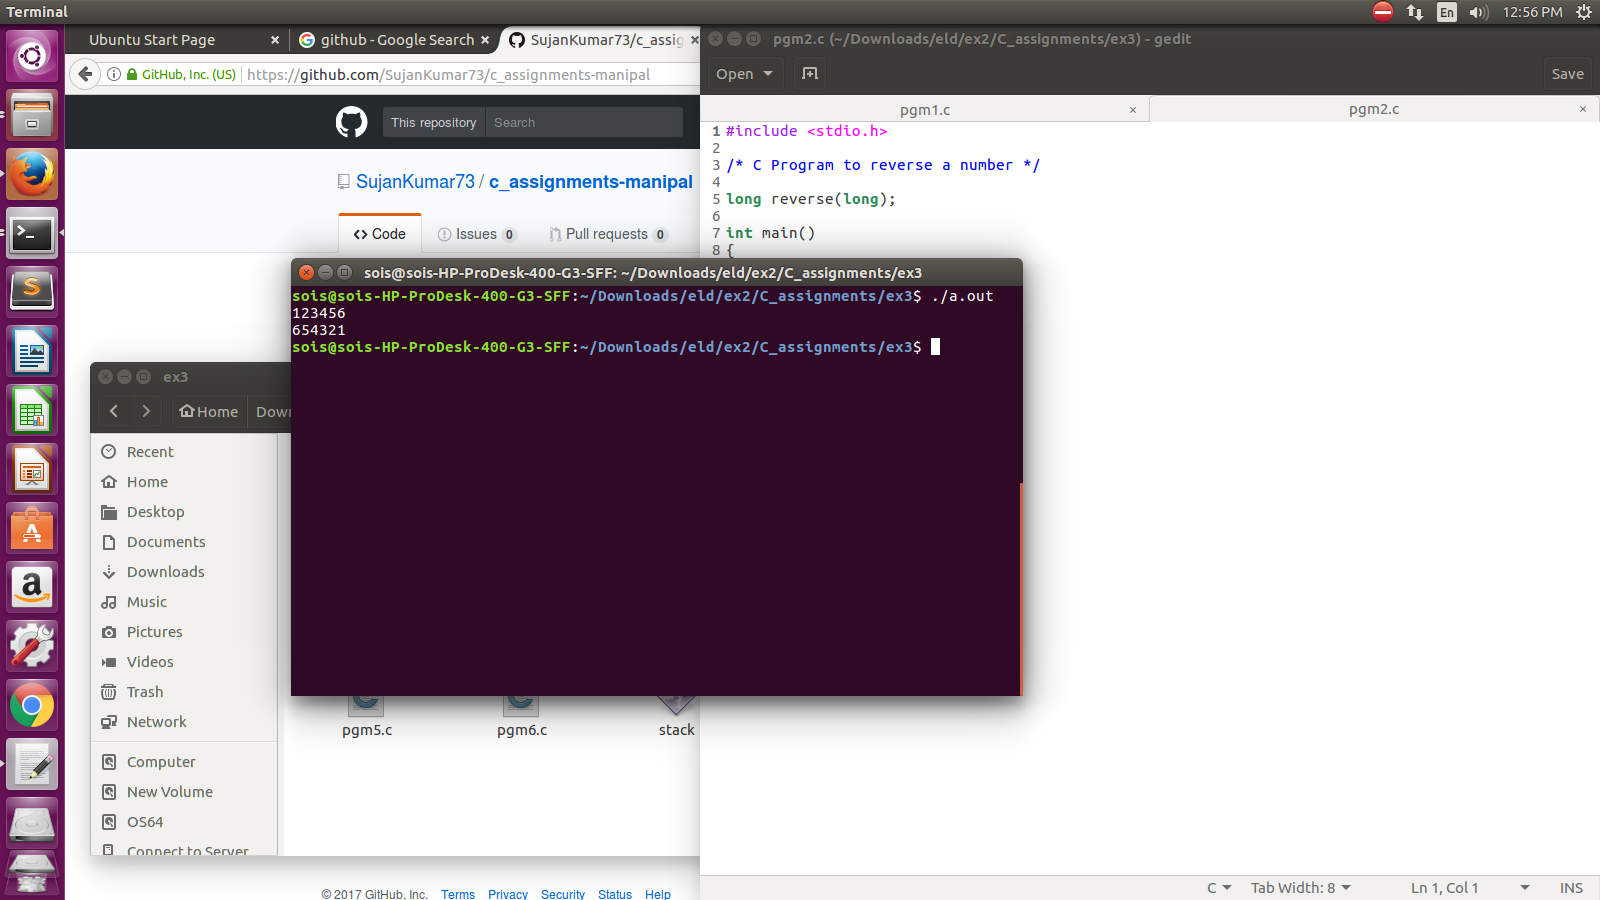 Terminal
En
12:56 PM
Ubuntu Start Page
github - Google Search
SujanKumar73/c_assig
GitHub, Inc. (US)
https://github.com/SujanKumar73/c_assignments-manipal
This repository
Search
SujanKumar73 / c_assignments-manipal
<> Code
Issues 0
Pull requests 0
pgm2.c (~/Downloads/eld/ex2/C_assignments/ex3) - gedit
Open
Save
pgm1.c
pgm2.c
1 #include <stdio.h>
2
3 /* C Program to reverse a number */
4
5 long reverse(long);
6
7 int main()
8 {
sois@sois-HP-ProDesk-400-G3-SFF: ~/Downloads/eld/ex2/C_assignments/ex3
sois@sois-HP-ProDesk-400-G3-SFF:~/Downloads/eld/ex2/C_assignments/ex3$ ./a.out
123456
654321
sois@sois-HP-ProDesk-400-G3-SFF:~/Downloads/eld/ex2/C_assignments/ex3$
ex3
Home
Down
Recent
Home
Desktop
Documents
Downloads
Music
Pictures
Videos
Trash
Network
Computer
New Volume
OS64
Connect to Server
pgm5.c
pgm6.c
stack
© 2017 GitHub, Inc. Terms Privacy Security Status Help
C
Tab Width: 8
Ln 1, Col 1
INS